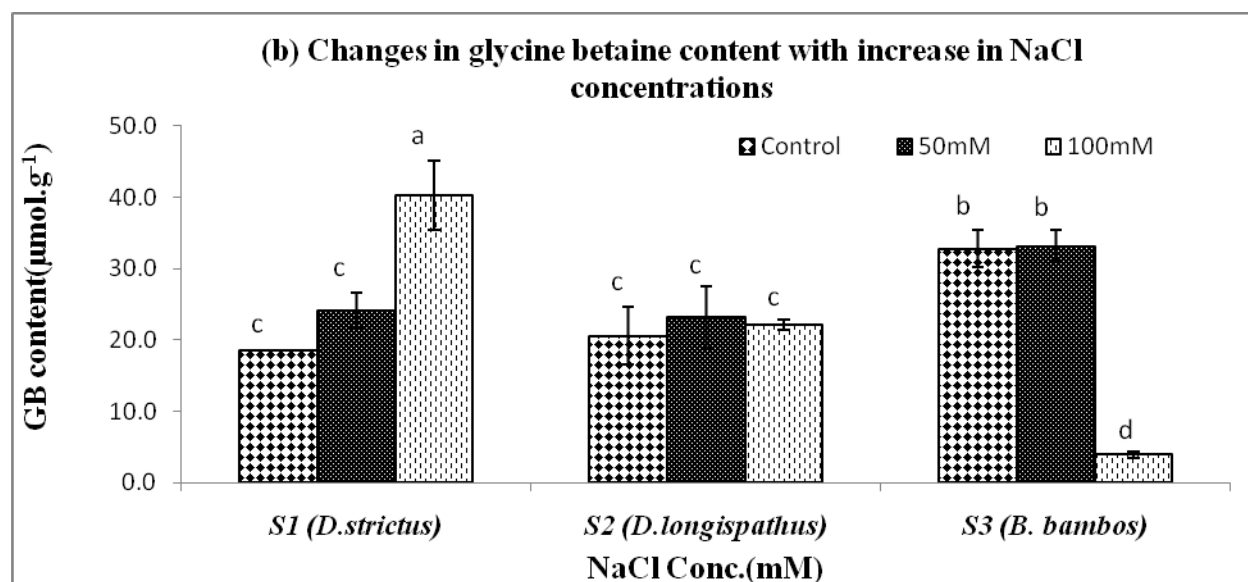 (b) Changes in glycine betaine content with increase in NaCl
concentrations
GB content(µmol.g⁻¹)
50.0
40.0
30.0
20.0
10.0
0.0
Control 50mM 100mM
c c a
c c c
b b d
S1 (D.strictus) S2 (D.longispathus) S3 (B. bambos)
NaCl Conc.(mM)